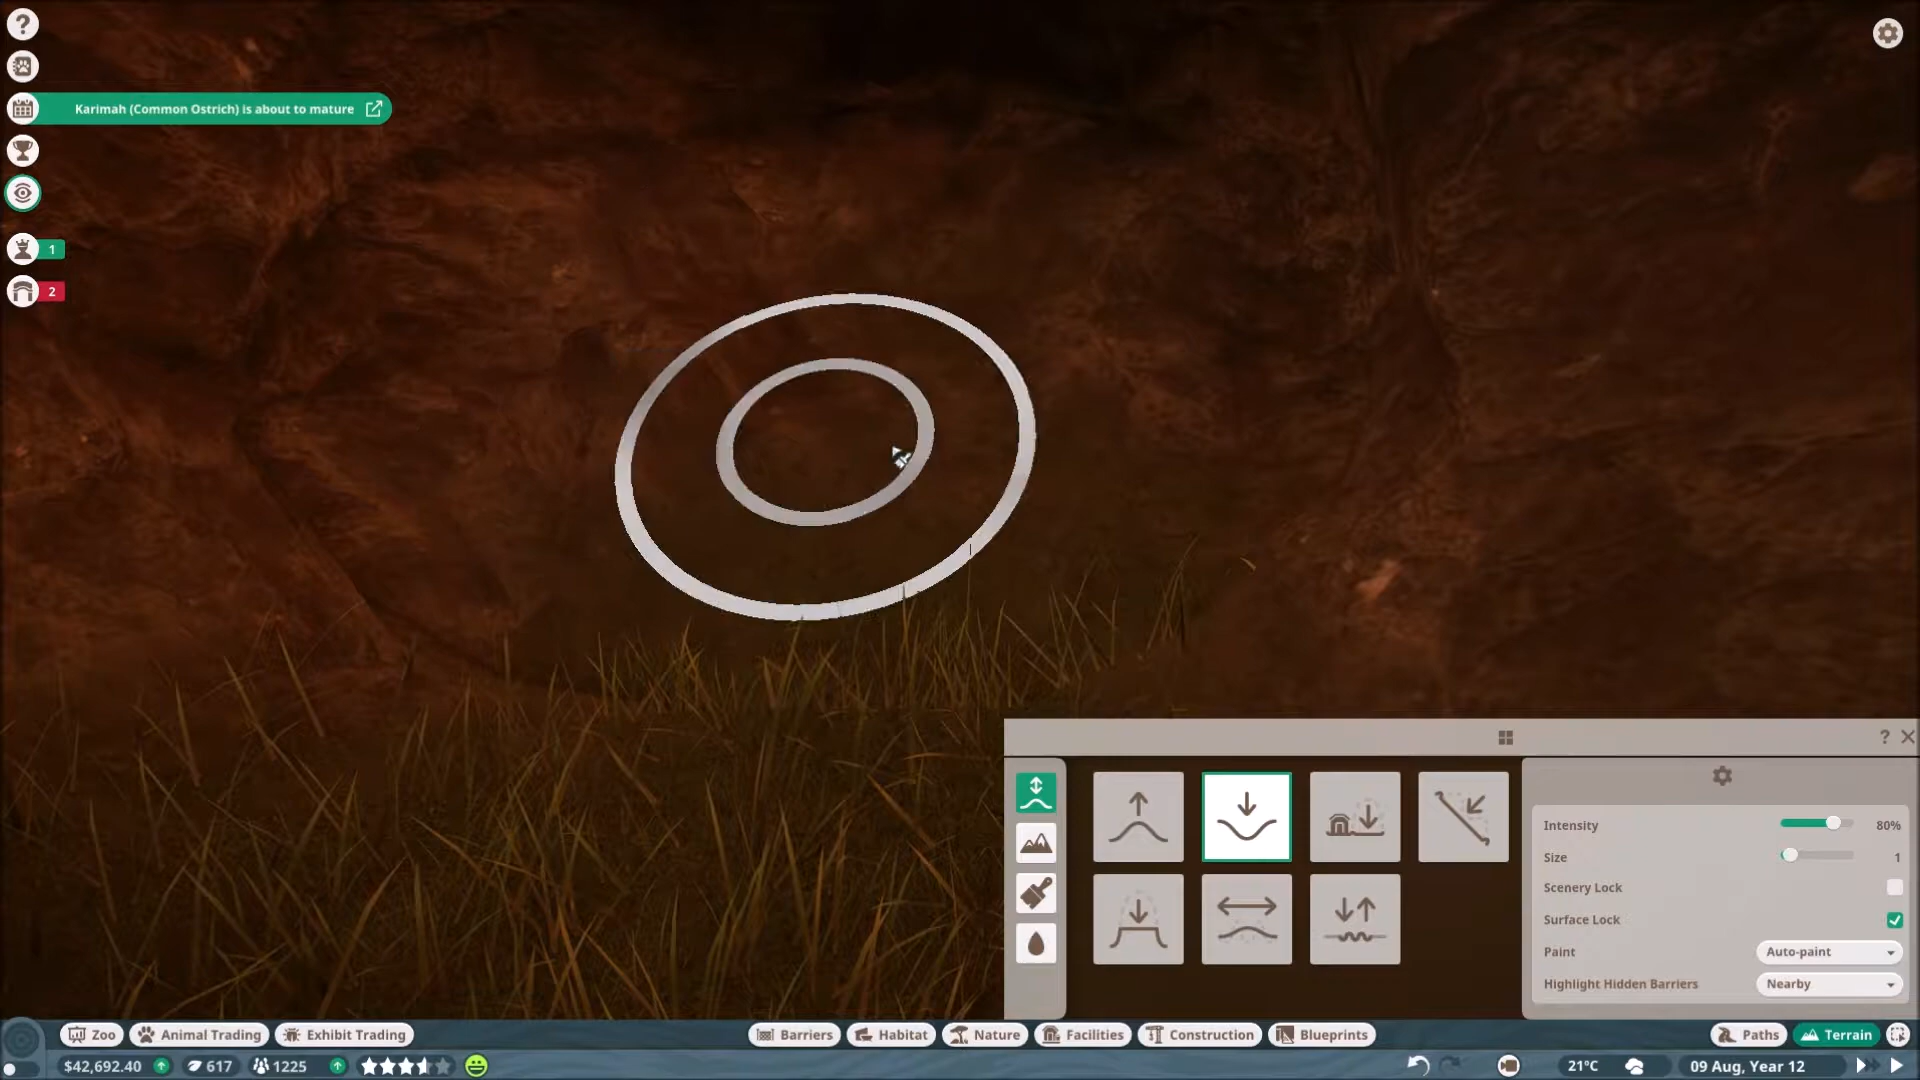 ?
Karimah (Common Ostrich) is about to mature
1
2
?
Intensity 80%
Size 1
Scenery Lock
Surface Lock
Paint Auto-paint
Highlight Hidden Barriers Nearby
Zoo Animal Trading Exhibit Trading Barriers Habitat Nature Facilities Construction Blueprints Paths Terrain
$42,692.40 617 1225 21°C 09 Aug, Year 12